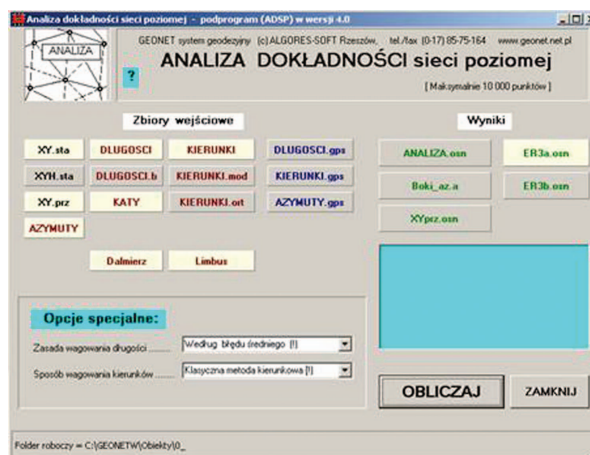 Analiza dokładności sieci poziomej - podprogram (ADSP) w wersji 4.0
ANALIZA
GEONET system geodezyjny (c) ALGORES-SOFT Rzeszów, tel./fax (0-17) 85-75-164 www.geonet.net.pl
ANALIZA DOKŁADNOŚCI sieci poziomej
?
[ Maksymalnie 10 000 punktów ]
Zbiory wejściowe
Wyniki
XY.sta DLUGOSCI KIERUNKI DLUGOSCI.gps
ANALIZA.osn ER3a.osn
XYH.sta DLUGOSCI.b KIERUNKI.mod KIERUNKI.gps
Boki_az.a ER3b.osn
XY.prz KATY KIERUNKI.ort AZYMUTY.gps
XYprz.osn
AZYMUTY
Dalmierz Limbus
Opcje specjalne:
Zasada wagowania długości .......... Według błędu średniego [!]
Sposób wagowania kierunków ....... Klasyczna metoda kierunkowa [!]
OBLICZAJ ZAMKNIJ
Folder roboczy = C:\GEONETW\Obiekty\0_